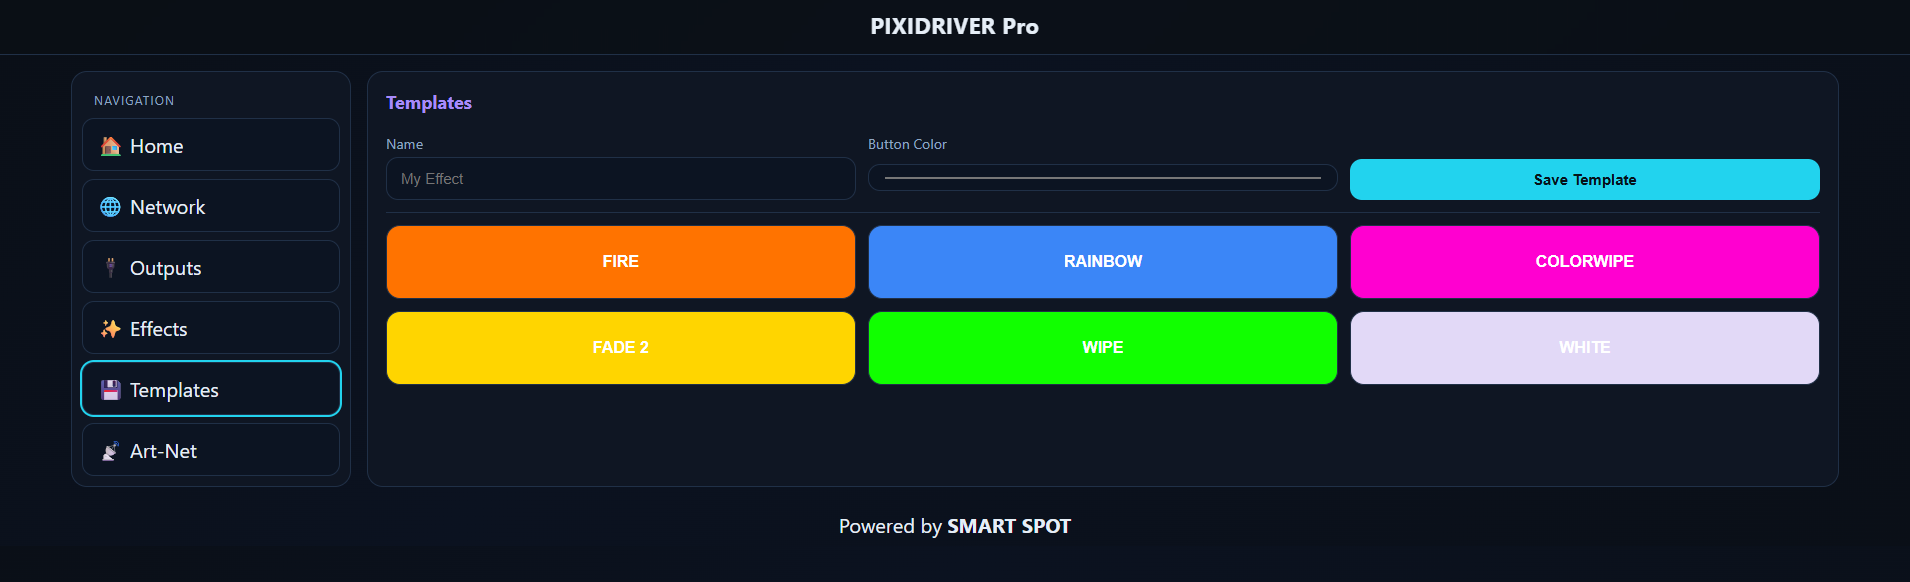 PIXIDRIVER Pro
NAVIGATION
Home
Network
Outputs
Effects
Templates
Art-Net
Templates
Name
Button Color
My Effect
Save Template
FIRE
RAINBOW
COLORWIPE
FADE 2
WIPE
WHITE
Powered by SMART SPOT